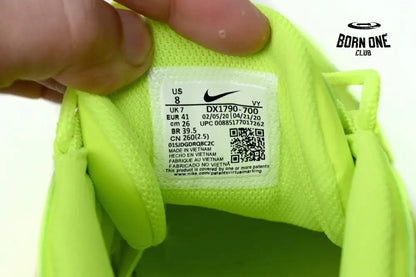 BORN ONE
CLUB
US
8
VY
UK 7
DX1790-700
EUR 41
02/05/20
04/21/20
cm 26
UPC 00885177017262
BR 39.5
CN 260(2.5)
MADE IN VIETNAM
HECHO EN VIETNAM
FABRIQUÉ AU VIETNAM
FABRICADO NO VIETNÃ